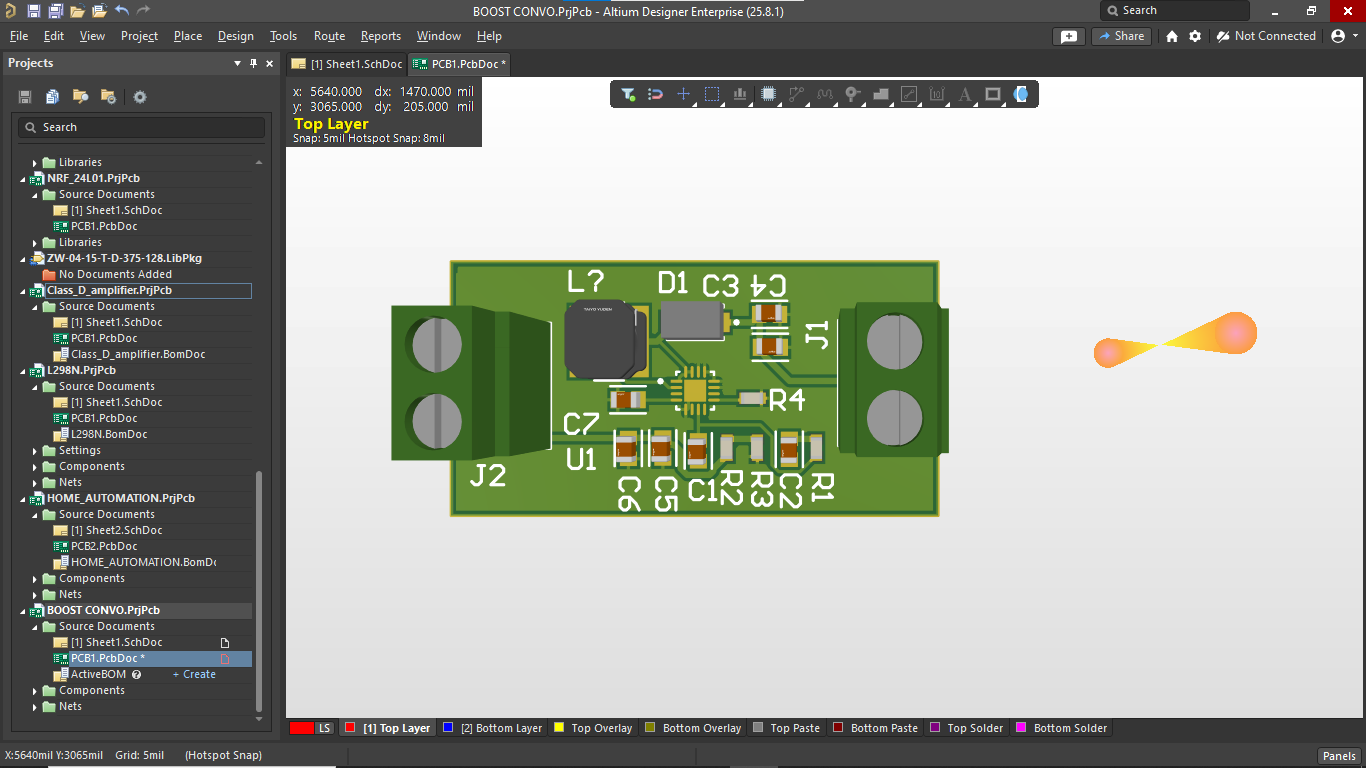 BOOST CONVO.PrjPcb - Altium Designer Enterprise (25.8.1)
Search
File Edit View Project Place Design Tools Route Reports Window Help
Share
Not Connected
Projects
[1] Sheet1.SchDoc
PCB1.PcbDoc *
Search
Libraries
NRF_24L01.PrjPcb
Source Documents
[1] Sheet1.SchDoc
PCB1.PcbDoc
Libraries
ZW-04-15-T-D-375-128.LibPkg
No Documents Added
Class_D_amplifier.PrjPcb
Source Documents
[1] Sheet1.SchDoc
PCB1.PcbDoc
Class_D_amplifier.BomDoc
L298N.PrjPcb
Source Documents
[1] Sheet1.SchDoc
PCB1.PcbDoc
L298N.BomDoc
Settings
Components
Nets
HOME_AUTOMATION.PrjPcb
Source Documents
[1] Sheet2.SchDoc
PCB2.PcbDoc
HOME_AUTOMATION.BomDc
Components
Nets
BOOST CONVO.PrjPcb
Source Documents
[1] Sheet1.SchDoc
PCB1.PcbDoc *
ActiveBOM ? + Create
Components
Nets
x: 5640.000 dx: 1470.000 mil
y: 3065.000 dy: 205.000 mil
Top Layer
Snap: 5mil Hotspot Snap: 8mil
L? D1 C3 C4
TAIYO YUDEN
J1
R4
C7
U1
J2
C6 C5 C1 R2 R3 C2 R1
LS [1] Top Layer [2] Bottom Layer Top Overlay Bottom Overlay Top Paste Bottom Paste Top Solder Bottom Solder
X:5640mil Y:3065mil Grid: 5mil (Hotspot Snap)
Panels